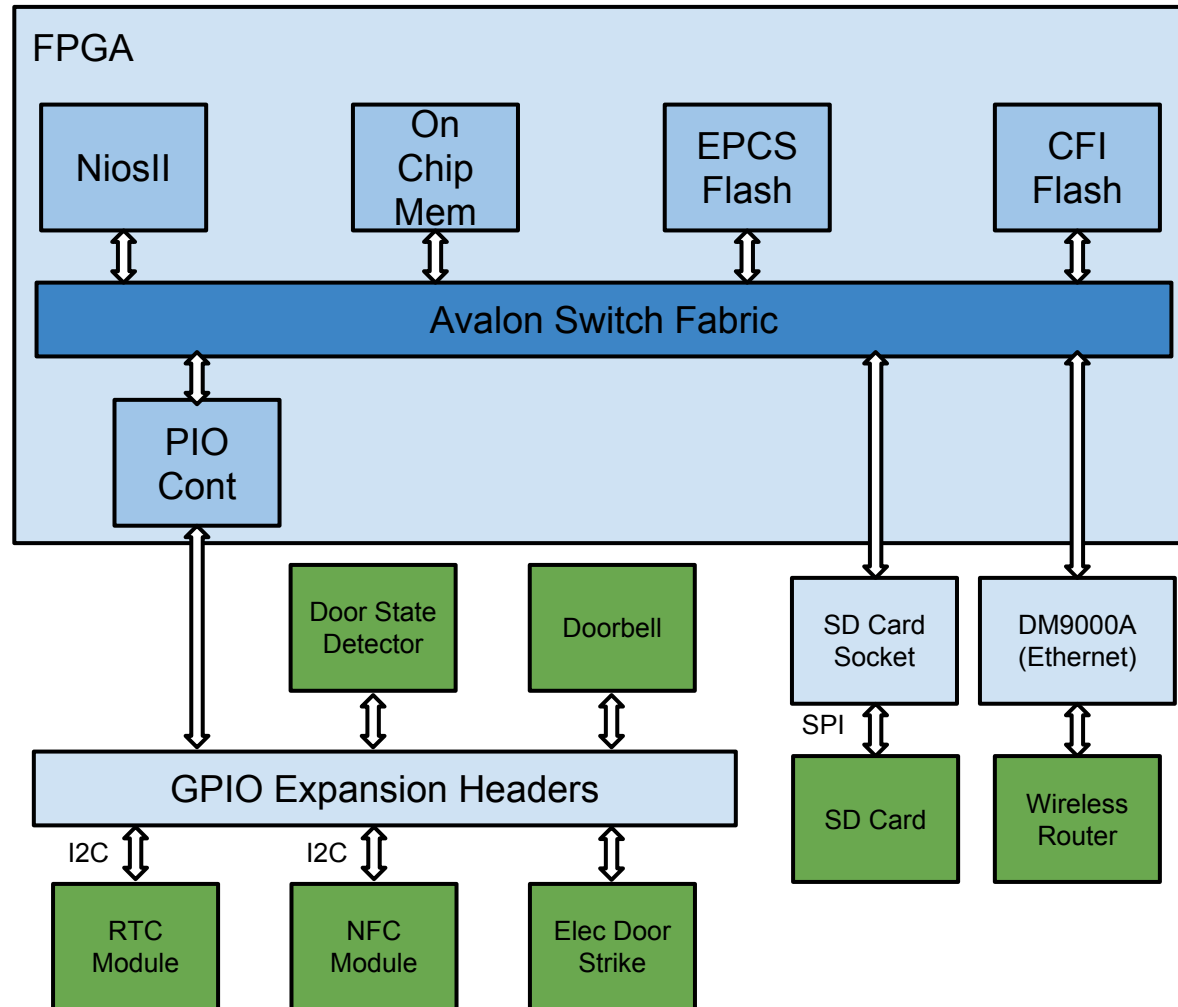 FPGA
NiosII
On
Chip
Mem
EPCS
Flash
CFI
Flash
Avalon Switch Fabric
PIO
Cont
Door State
Detector
Doorbell
SD Card
Socket
DM9000A
(Ethernet)
SPI
GPIO Expansion Headers
SD Card
Wireless
Router
I2C
I2C
RTC
Module
NFC
Module
Elec Door
Strike